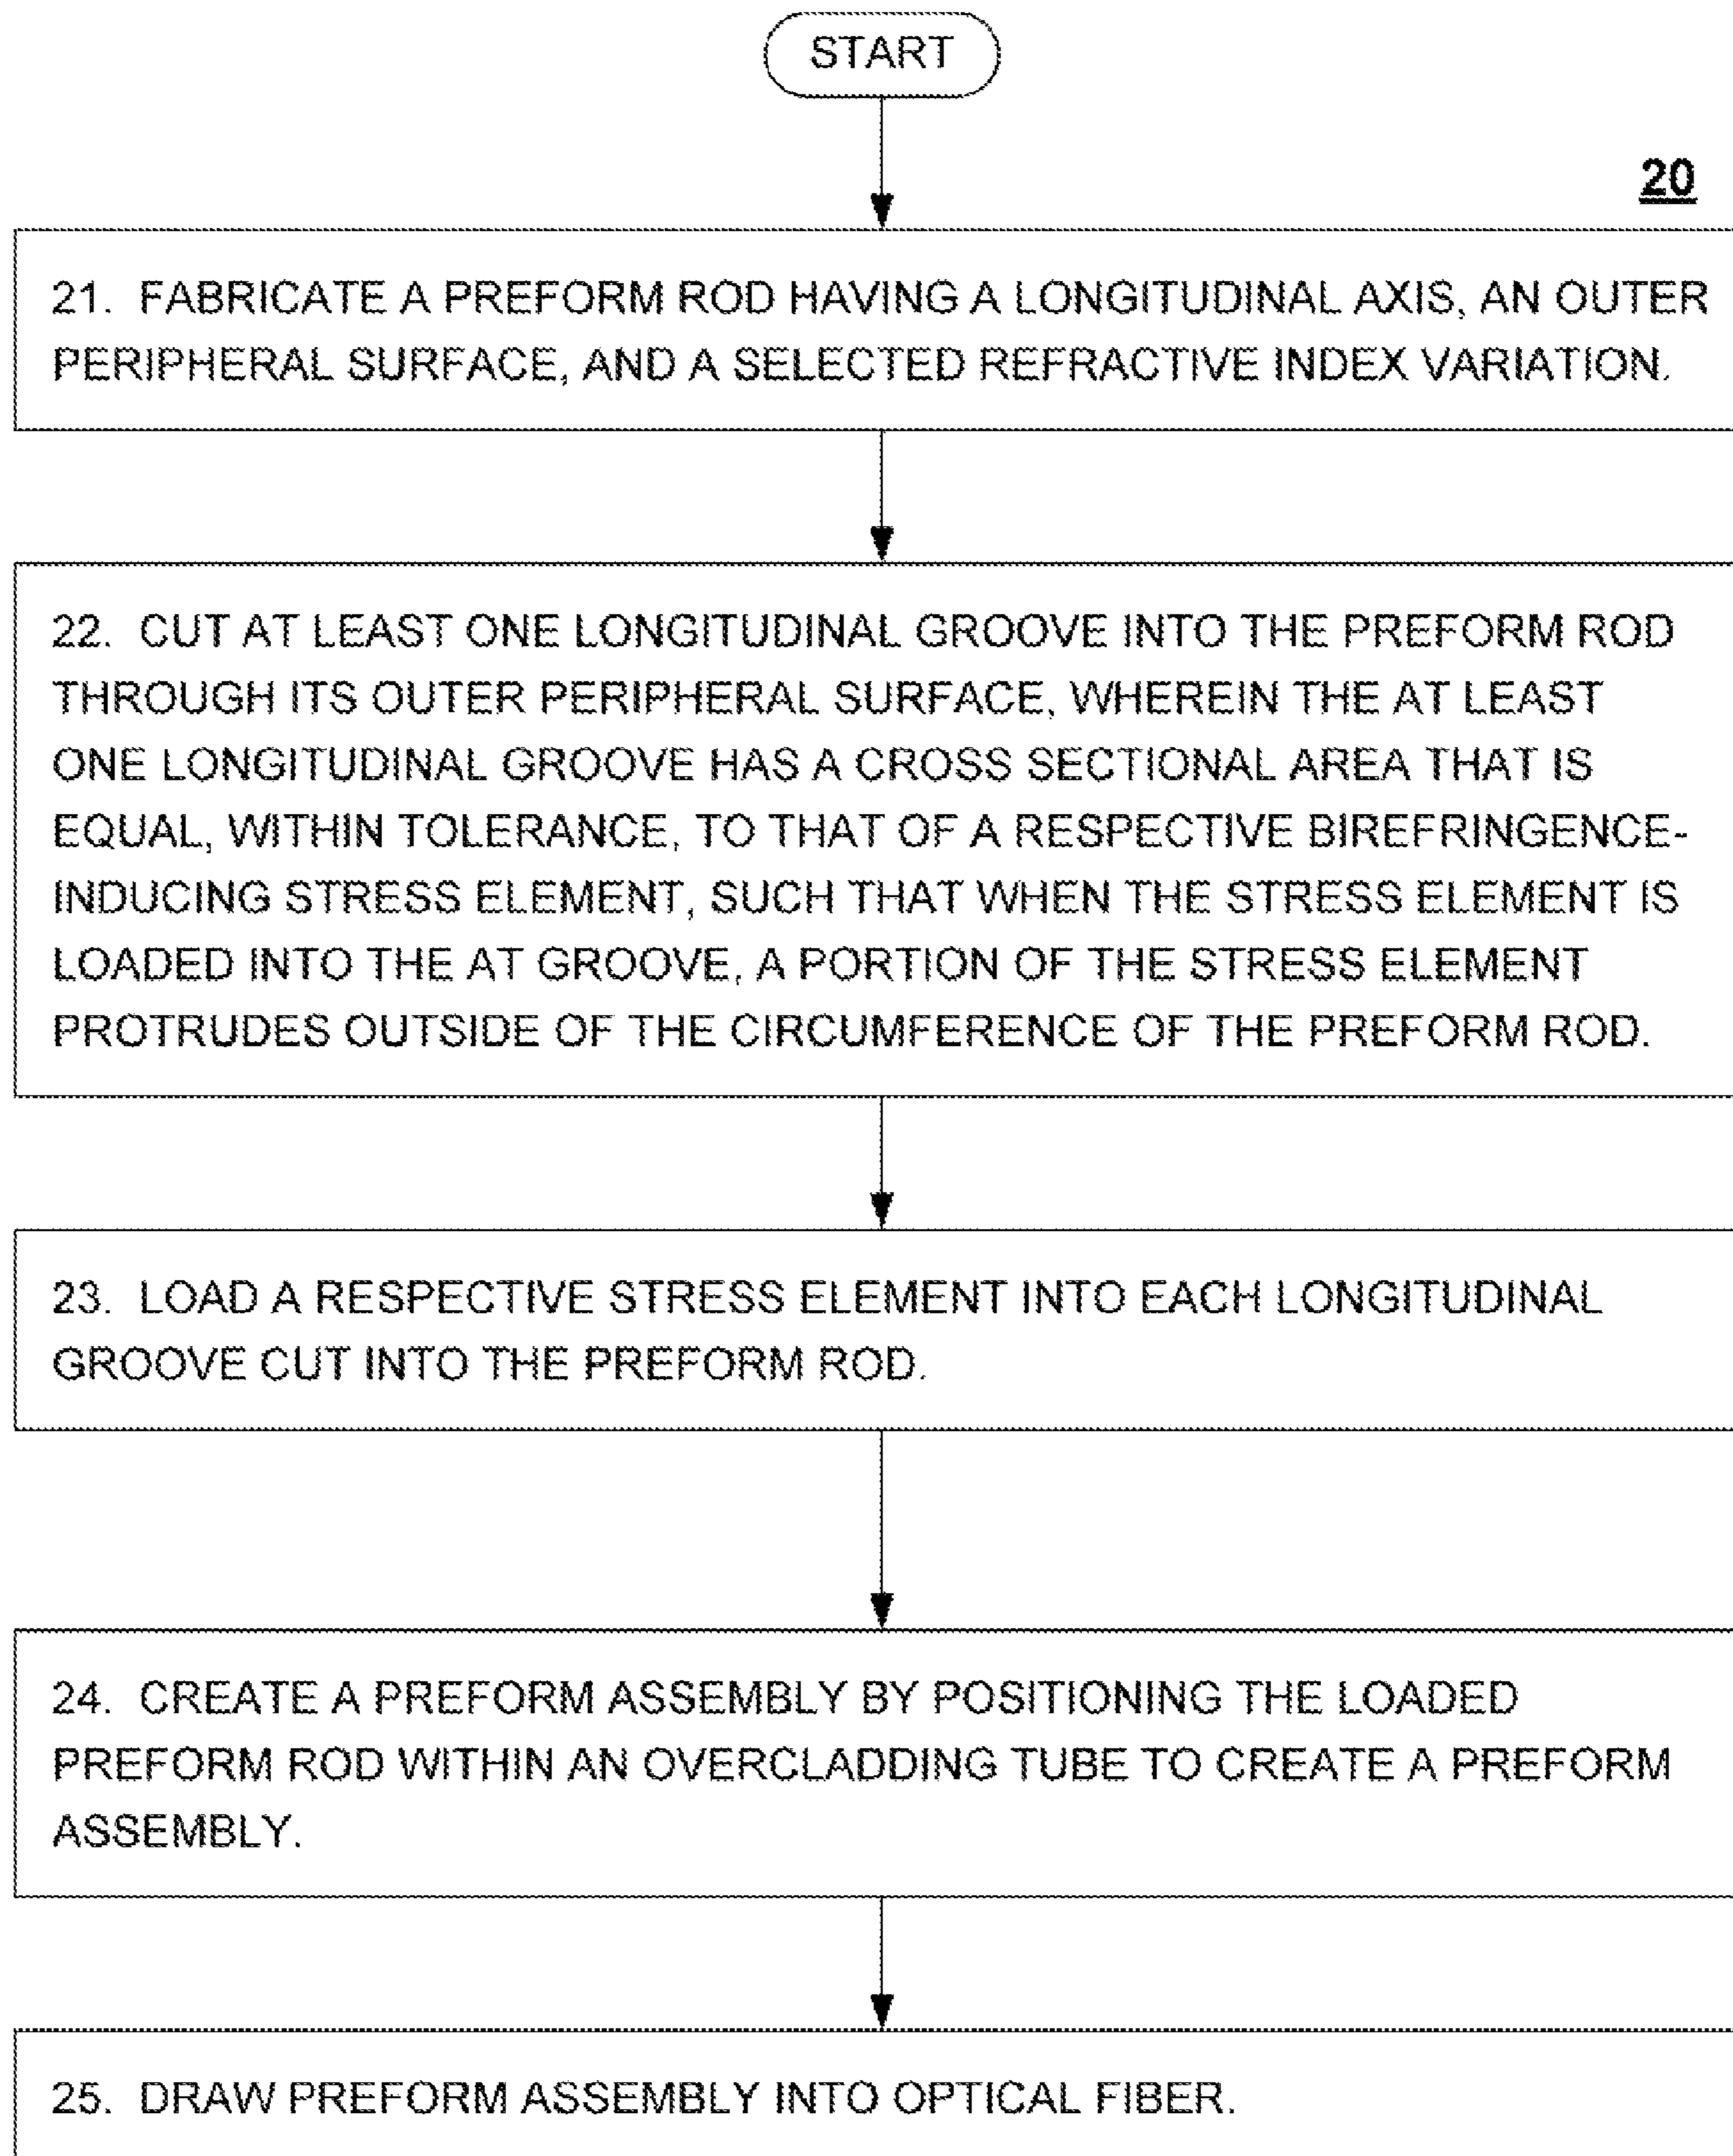 START
20
21. FABRICATE A PREFORM ROD HAVING A LONGITUDINAL AXIS, AN OUTER
PERIPHERAL SURFACE, AND A SELECTED REFRACTIVE INDEX VARIATION.
22. CUT AT LEAST ONE LONGITUDINAL GROOVE INTO THE PREFORM ROD
THROUGH ITS OUTER PERIPHERAL SURFACE, WHEREIN THE AT LEAST
ONE LONGITUDINAL GROOVE HAS A CROSS SECTIONAL AREA THAT IS
EQUAL, WITHIN TOLERANCE, TO THAT OF A RESPECTIVE BIREFRINGENCE-
INDUCING STRESS ELEMENT, SUCH THAT WHEN THE STRESS ELEMENT IS
LOADED INTO THE AT GROOVE, A PORTION OF THE STRESS ELEMENT
PROTRUDES OUTSIDE OF THE CIRCUMFERENCE OF THE PREFORM ROD.
23. LOAD A RESPECTIVE STRESS ELEMENT INTO EACH LONGITUDINAL
GROOVE CUT INTO THE PREFORM ROD.
24. CREATE A PREFORM ASSEMBLY BY POSITIONING THE LOADED
PREFORM ROD WITHIN AN OVERCLADDING TUBE TO CREATE A PREFORM
ASSEMBLY.
25. DRAW PREFORM ASSEMBLY INTO OPTICAL FIBER.